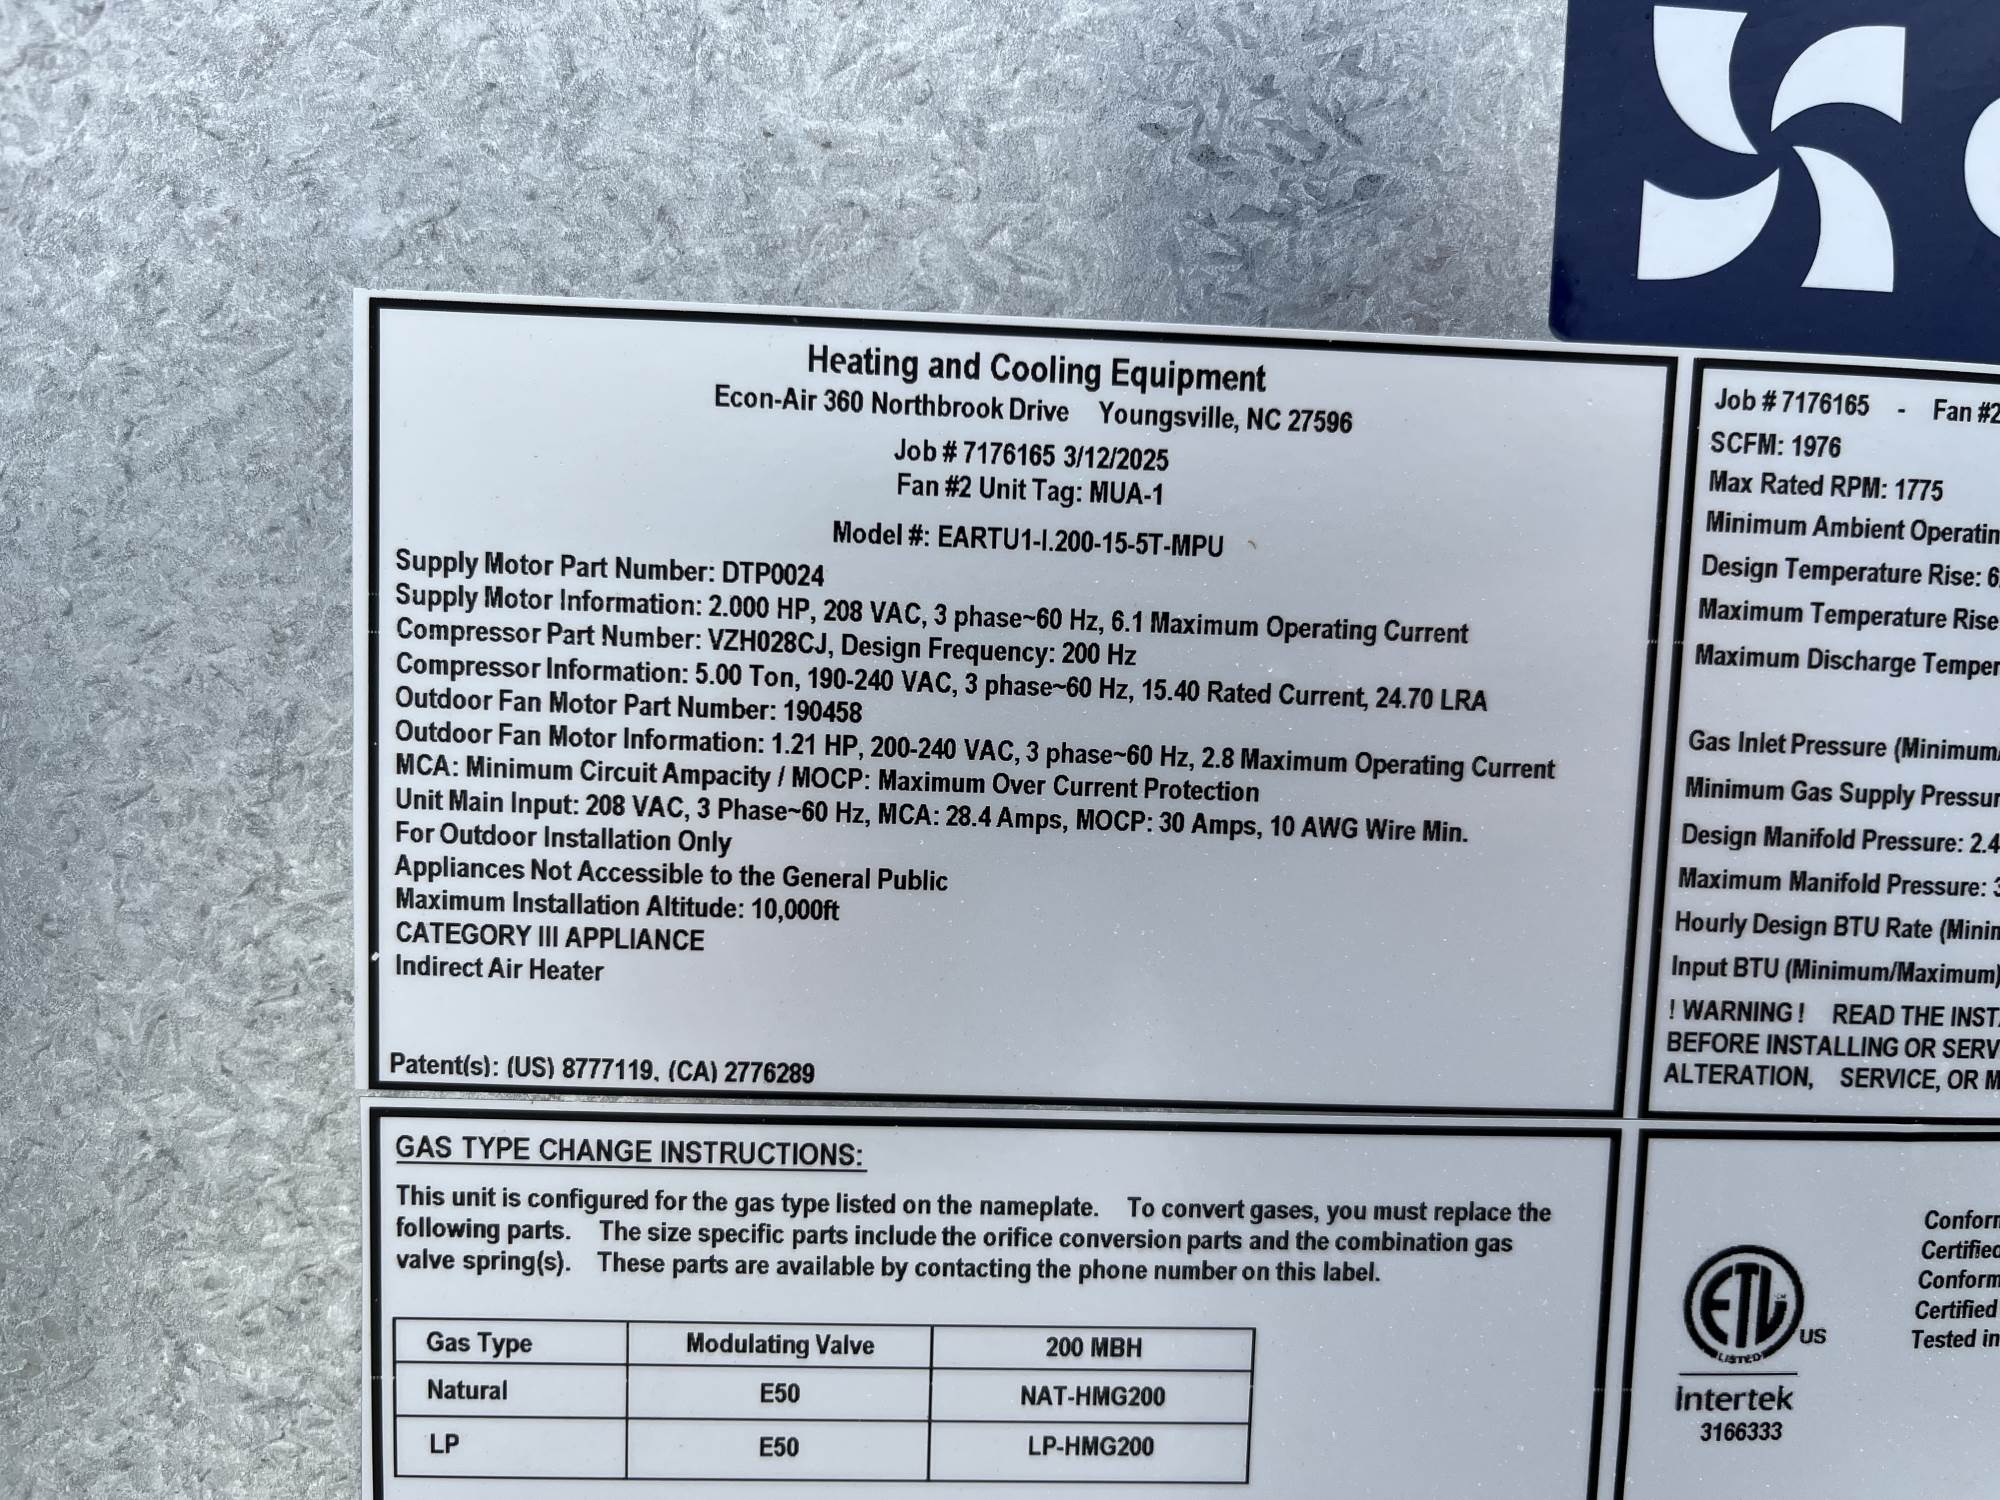 Heating and Cooling Equipment
Econ-Air 360 Northbrook Drive Youngsville, NC 27596
Job # 7176165 3/12/2025
Fan #2 Unit Tag: MUA-1
Model #: EARTU1-I.200-15-5T-MPU
Supply Motor Part Number: DTP0024
Supply Motor Information: 2.000 HP, 208 VAC, 3 phase~60 Hz, 6.1 Maximum Operating Current
Compressor Part Number: VZH028CJ, Design Frequency: 200 Hz
Compressor Information: 5.00 Ton, 190-240 VAC, 3 phase~60 Hz, 15.40 Rated Current, 24.70 LRA
Outdoor Fan Motor Part Number: 190458
Outdoor Fan Motor Information: 1.21 HP, 200-240 VAC, 3 phase~60 Hz, 2.8 Maximum Operating Current
MCA: Minimum Circuit Ampacity / MOCP: Maximum Over Current Protection
Unit Main Input: 208 VAC, 3 Phase~60 Hz, MCA: 28.4 Amps, MOCP: 30 Amps, 10 AWG Wire Min.
For Outdoor Installation Only
Appliances Not Accessible to the General Public
Maximum Installation Altitude: 10,000ft
CATEGORY III APPLIANCE
Indirect Air Heater
Patent(s): (US) 8777119, (CA) 2776289
Job # 7176165 - Fan #2
SCFM: 1976
Max Rated RPM: 1775
Minimum Ambient
Design Temperature Rise:
Maximum Temperature Rise
Maximum Discharge
Gas Inlet Pressure (Minimum
Minimum Gas Supply
Design Manifold Pressure: 2.4
Maximum Manifold Pressure:
Hourly Design BTU Rate
Input BTU (Minimum/Maximum)
! WARNING ! READ THE
BEFORE INSTALLING OR
ALTERATION, SERVICE, OR
GAS TYPE CHANGE INSTRUCTIONS:
This unit is configured for the gas type listed on the nameplate. To convert gases, you must replace the
following parts. The size specific parts include the orifice conversion parts and the combination gas
valve spring(s). These parts are available by contacting the phone number on this label.
Gas Type Modulating Valve 200 MBH
Natural E50 NAT-HMG200
LP E50 LP-HMG200
ETL
LISTED
US
Intertek
3166333
Certified
Tested in